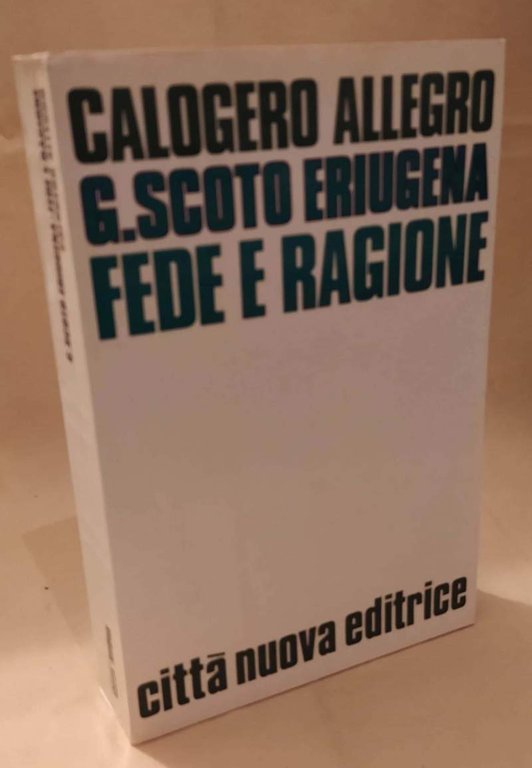 CALOGERO ALLEGRO
G.SCOTO ERIUGENA
FEDE E RAGIONE
città nuova editrice